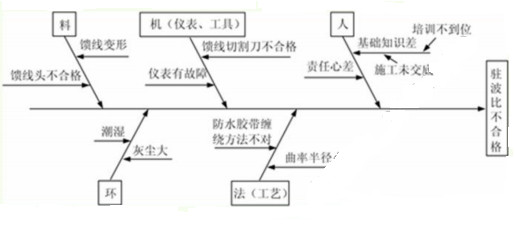 料
机（仪表、工具）
人
馈线变形
馈线切割刀不合格
基础知识差
培训不到位
馈线头不合格
仪表有故障
责任心差
施工未交
驻波比不合格
潮湿
灰尘大
防水胶带缠
绕方法不对
曲率半径
环
法（工艺）